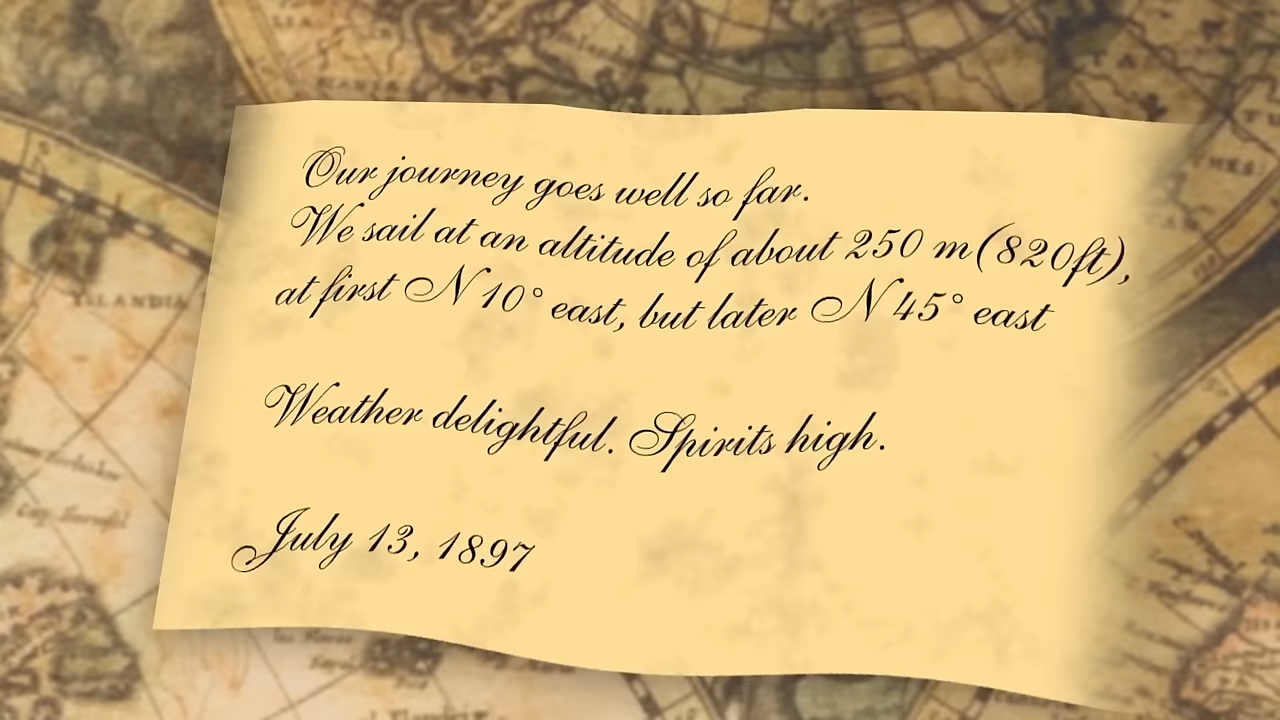 Our journey goes well so far.
We sail at an altitude of about 250 m(820ft),
at first N 10° east, but later N 45° east
Weather delightful. Spirits high.
July 13, 1897
ISLANDIA